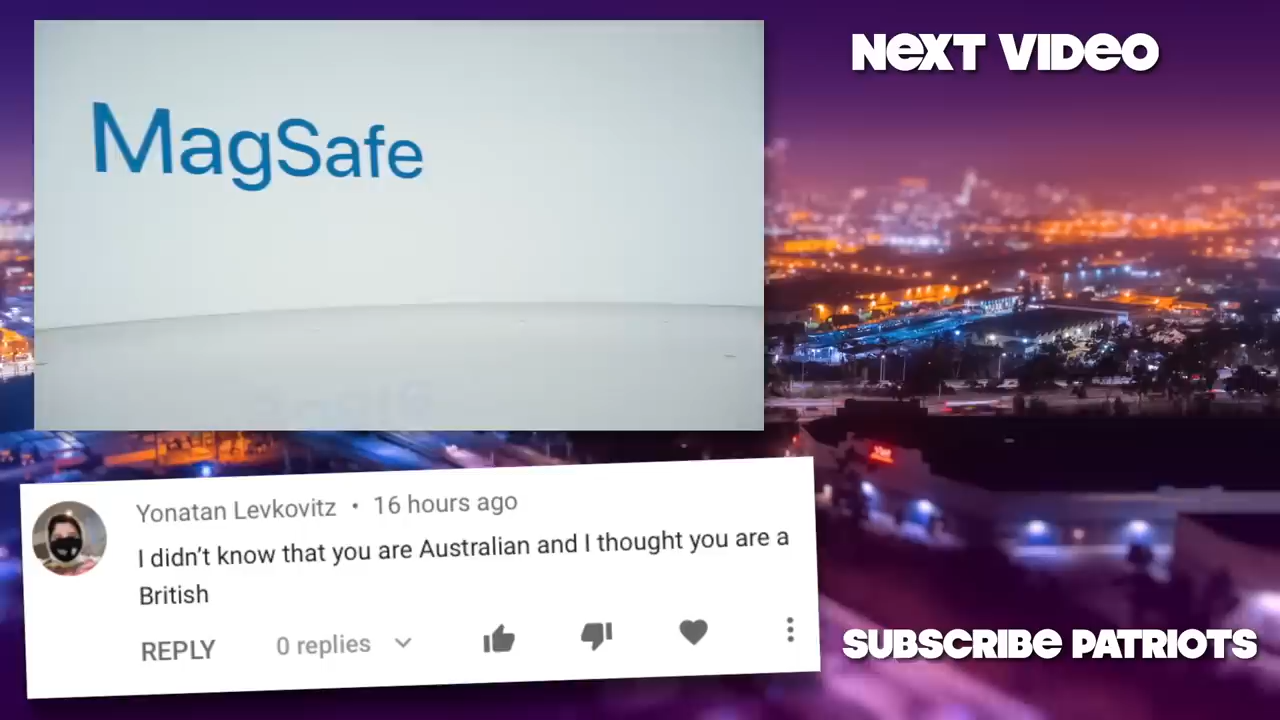 NEXT VIDEO
MagSafe
Yonatan Levkovitz • 16 hours ago
I didn't know that you are Australian and I thought you are a
British
REPLY 0 replies
SUBSCRIBE PATRIOTS